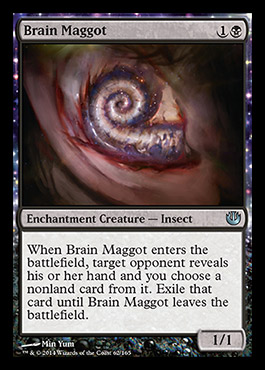 Brain Maggot 1
Enchantment Creature — Insect
When Brain Maggot enters the
battlefield, target opponent reveals
his or her hand and you choose a
nonland card from it. Exile that
card until Brain Maggot leaves the
battlefield.
1/1
Min Yum
™ & © 2014 Wizards of the Coast 62/165